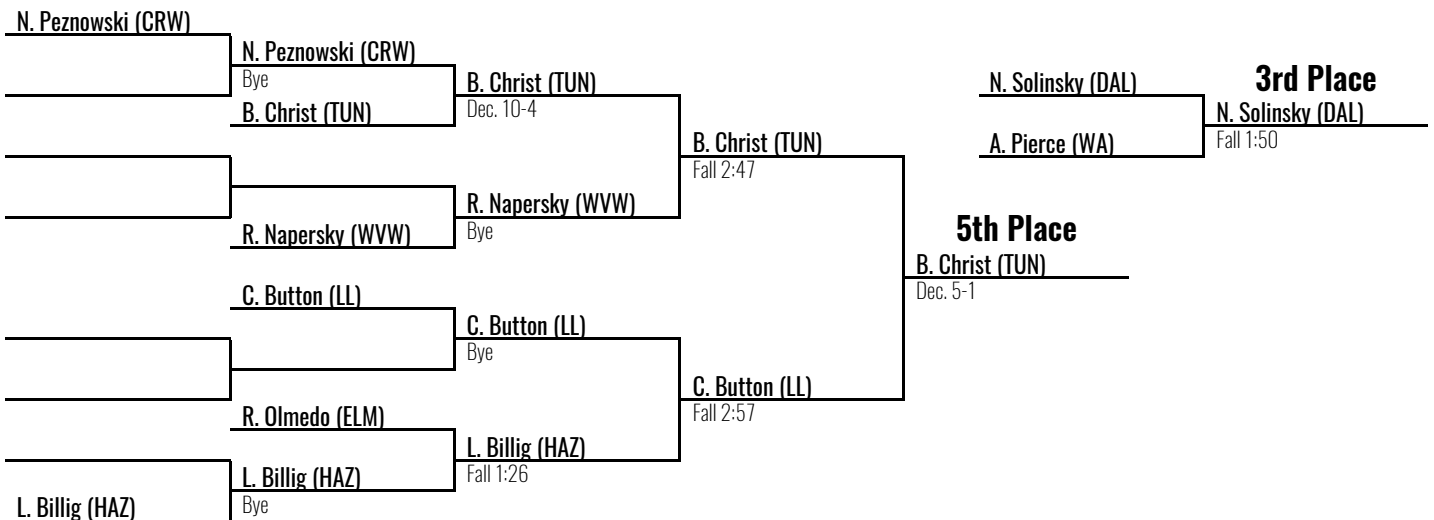 N. Peznowski (CRW)
N. Peznowski (CRW)
Bye
B. Christ (TUN)
B. Christ (TUN)
Dec. 10-4
B. Christ (TUN)
Fall 2:47
R. Napersky (WVW)
R. Napersky (WVW)
Bye
C. Button (LL)
C. Button (LL)
Bye
C. Button (LL)
Fall 2:57
R. Olmedo (ELM)
L. Billig (HAZ)
Fall 1:26
L. Billig (HAZ)
Bye
L. Billig (HAZ)
5th Place
B. Christ (TUN)
Dec. 5-1
N. Solinsky (DAL)
A. Pierce (WA)
3rd Place
N. Solinsky (DAL)
Fall 1:50